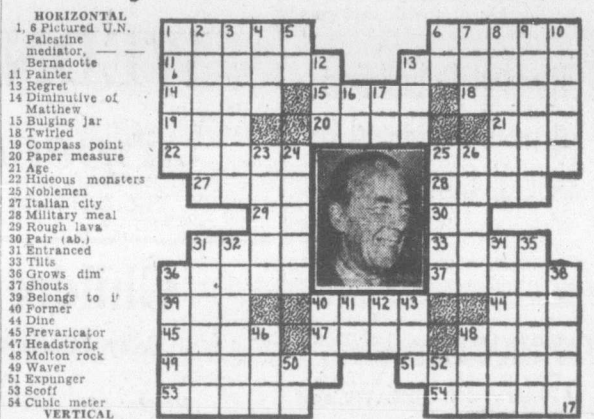 HORIZONTAL
1, 6 Pictured U.N.
Palestine
mediator, — —
Bernadotte
11 Painter
13 Regret
14 Diminutive of
Matthew
15 Bulging jar
18 Twirled
19 Compass point
20 Paper measure
21 Age
22 Hideous monsters
25 Noblemen
27 Italian city
28 Military meal
29 Rough lava
30 Pair (ab.)
31 Entranced
33 Tilts
36 Grows dim
37 Shouts
39 Belongs to it
40 Former
44 Dine
45 Prevaricator
47 Headstrong
48 Molton rock
49 Waver
51 Expunger
53 Scoff
54 Cubic meter
VERTICAL
1 2 3 4 5 6 7 8 9 10
11 12 13
14 15 16 17 18
19 20 21
22 23 24 25 26
27 28
29 30
31 32 33 34 35
36 37 38
39 40 41 42 43 44
45 46 47 48
49 50 51 52
53 54
17